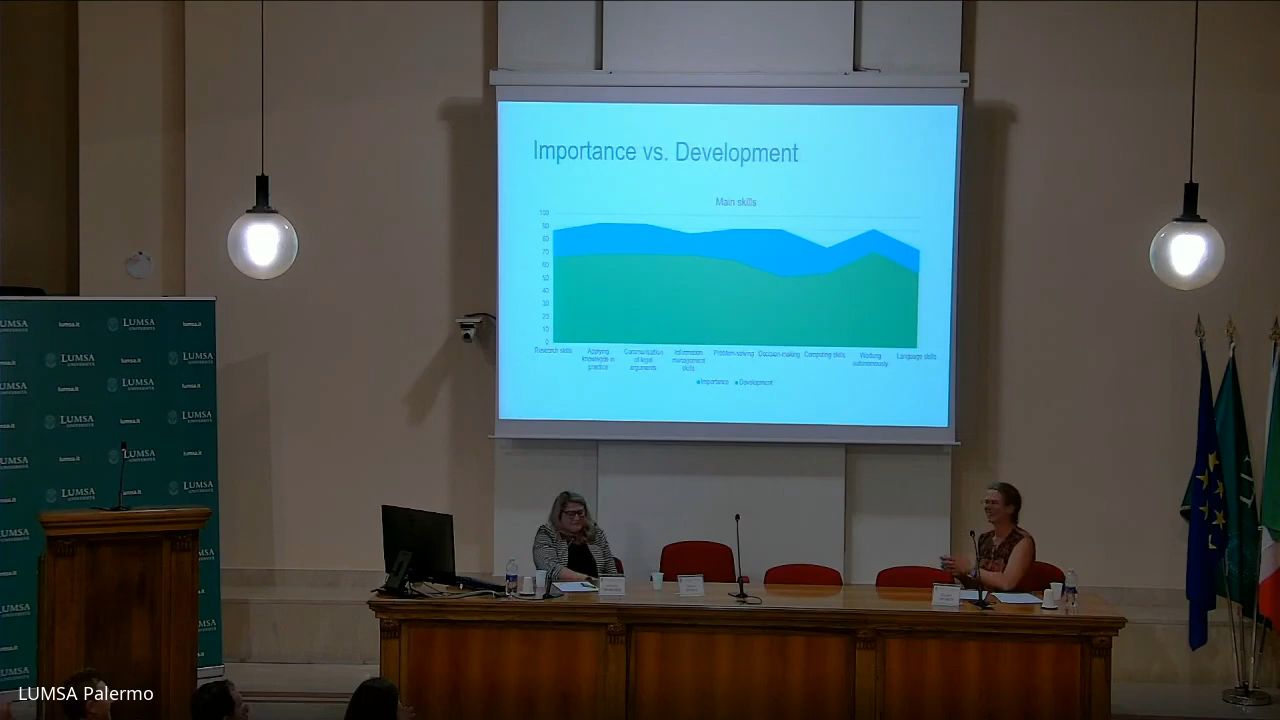 Importance vs. Development
Main skills
100
90
80
70
60
50
40
30
20
10
0
Research skills
Applying
knowledge in
practice
Communication
of legal
arguments
Information
management
skills
Problem-solving
Decision-making
Computing skills
Working
autonomously
Language skills
Importance
Development
LUMSA
UNIVERSITÀ
lumsa.it
LUMSA Palermo